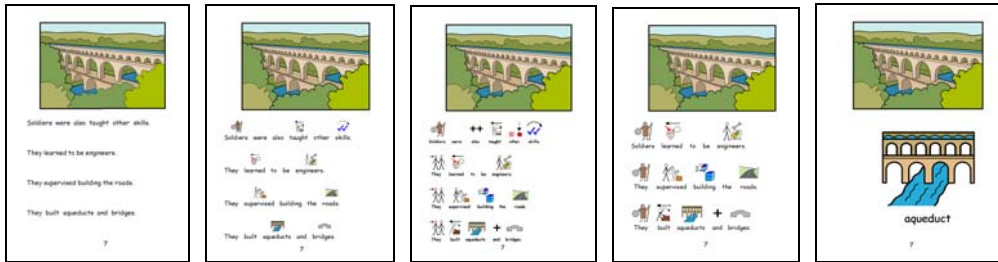 Soldiers were also taught other skills.
They learned to be engineers.
They supervised building the roads.
They built aqueducts and bridges.
7
Soldiers were also taught other skills.
They learned to be engineers.
They supervised building the roads.
They built aqueducts and bridges.
7
Soldiers were also taught other skills.
They learned to be engineers.
They supervised building the roads.
They built aqueducts and bridges.
7
Soldiers learned to be engineers.
They supervised building the roads.
They built aqueducts and bridges.
7
aqueduct
7